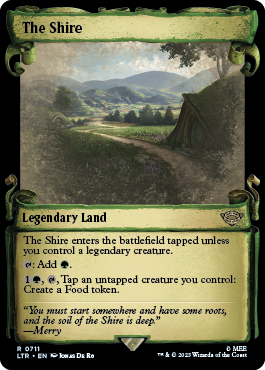 The Shire
Legendary Land
The Shire enters the battlefield tapped unless
you control a legendary creature.
: Add .
1, , Tap an untapped creature you control:
Create a Food token.
"You must start somewhere and have some roots,
and the soil of the Shire is deep."
—Merry
R 0711
LTR • EN Jonas De Ro
& © 2023 Wizards of the Coast